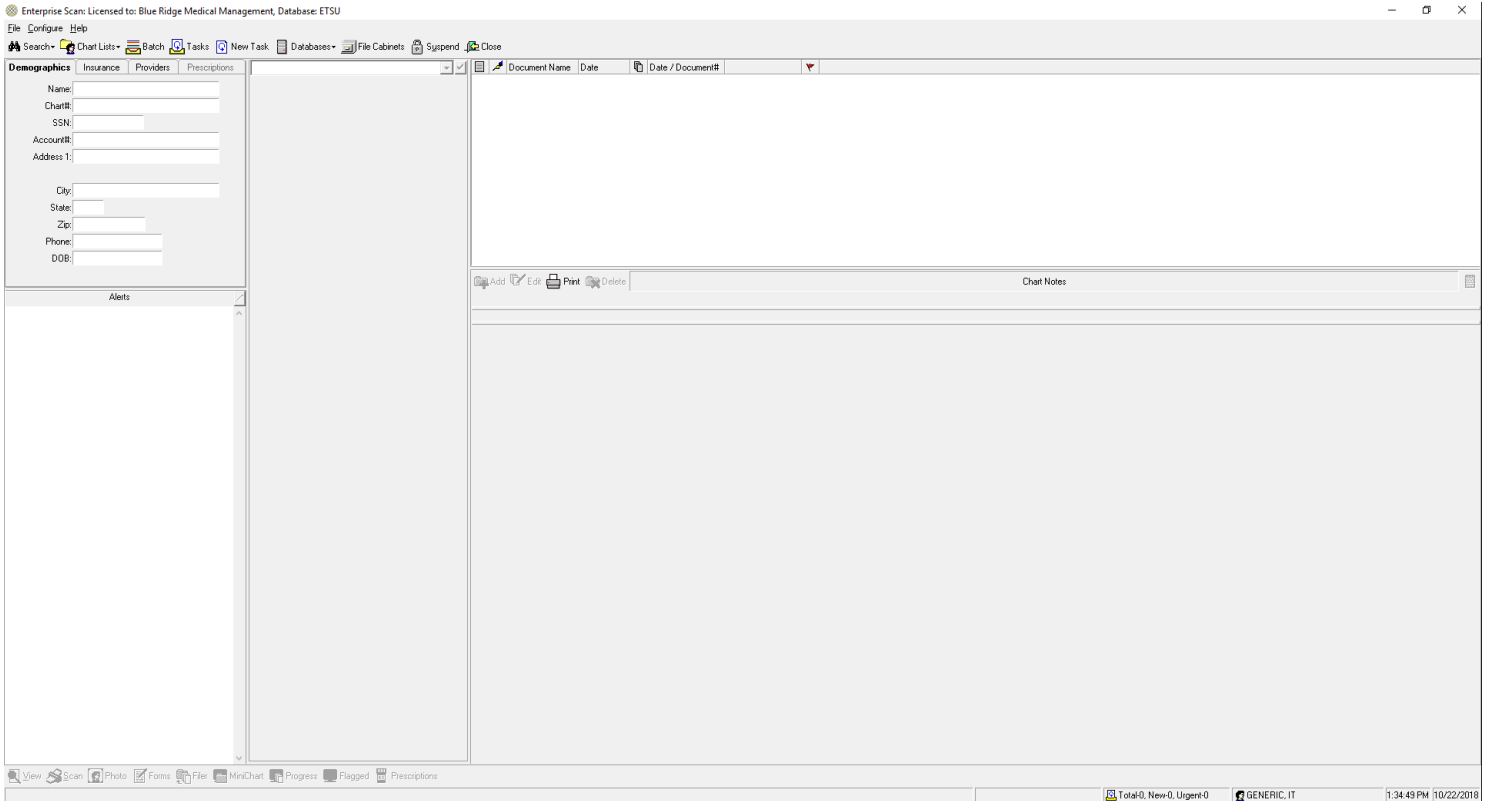 Enterprise Scan: Licensed to: Blue Ridge Medical Management, Database: ETSU
File Configure Help
Search Chart Lists Batch Tasks New Task Databases File Cabinets Suspend Close
Demographics Insurance Providers Prescriptions
Document Name Date Date / Document#
Name:
Chart#:
SSN:
Account#:
Address 1:
City:
State:
Zip:
Phone:
DOB:
Add Edit Print Delete Chart Notes
Alerts
View Scan Photo Forms Filer MiniChart Progress Flagged Prescriptions
Total-0, New-0, Urgent-0 GENERIC, IT 1:34:49 PM 10/22/2018